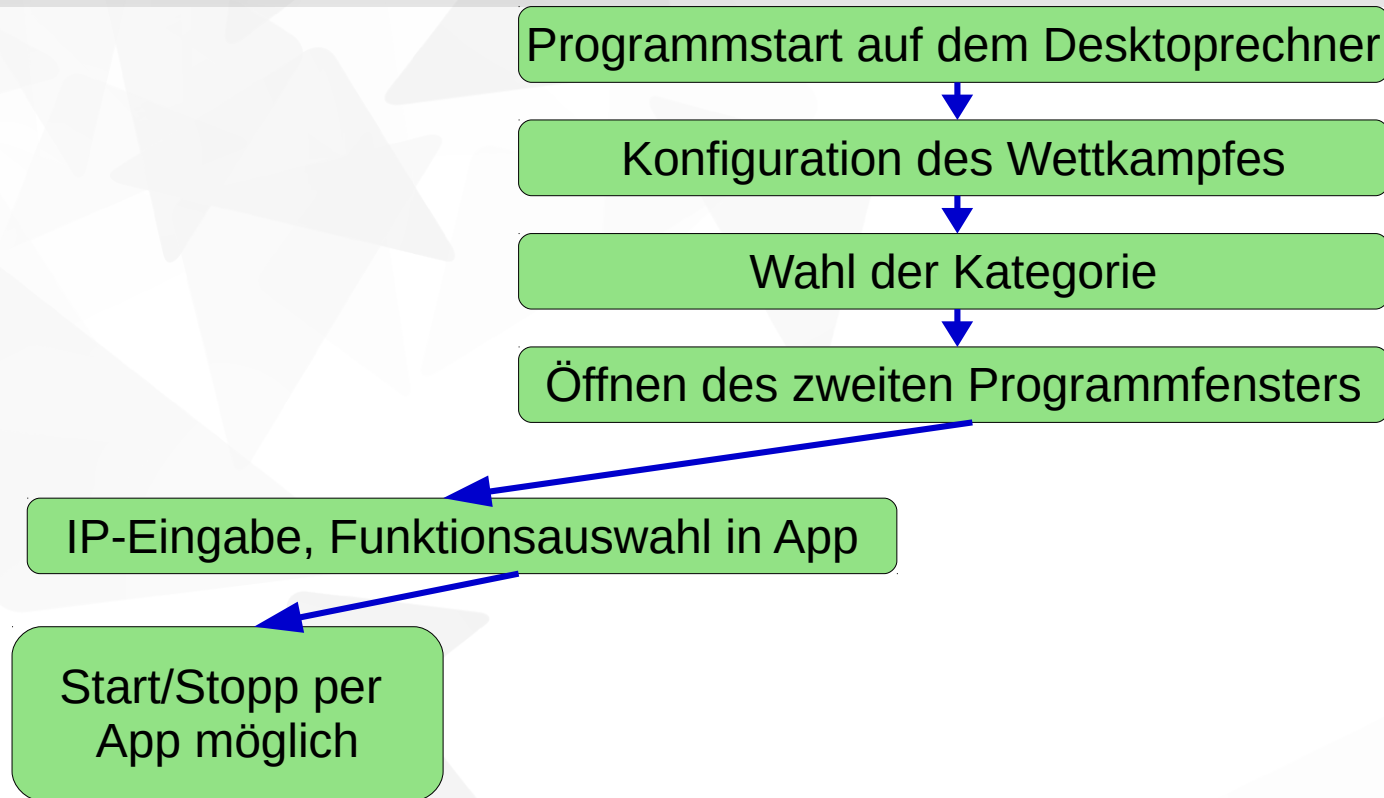 Programmstart auf dem Desktoprechner
Konfiguration des Wettkampfes
Wahl der Kategorie
Öffnen des zweiten Programmfensters
IP-Eingabe, Funktionsauswahl in App
Start/Stopp per
App möglich